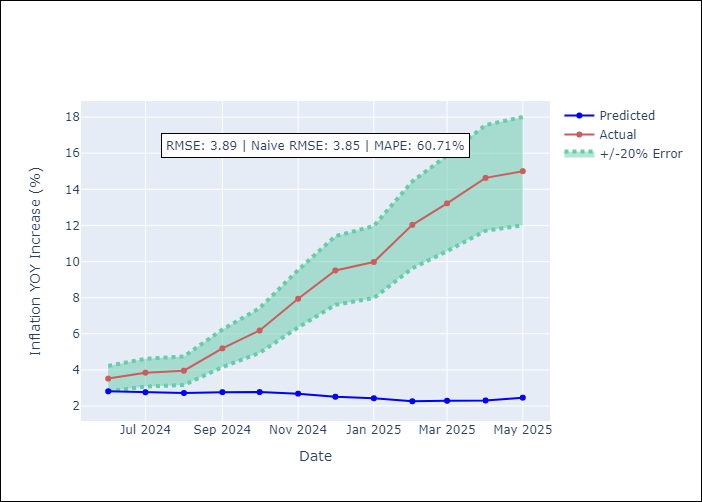 18
16
14
12
10
8
6
4
2
Inflation YOY Increase (%)
RMSE: 3.89 | Naive RMSE: 3.85 | MAPE: 60.71%
Predicted
Actual
+/-20% Error
Jul 2024
Sep 2024
Nov 2024
Jan 2025
Mar 2025
May 2025
Date